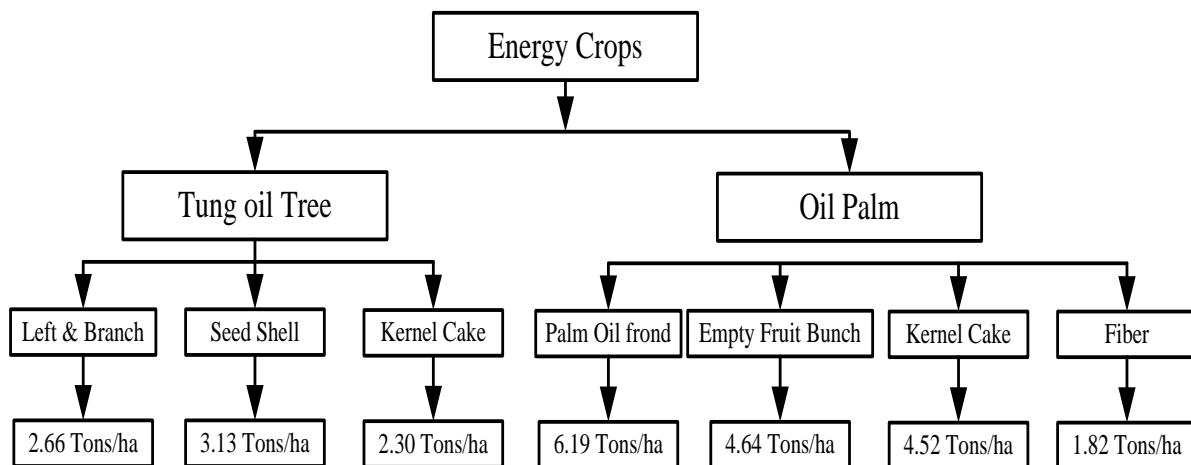 Energy Crops
Tung oil Tree
Oil Palm
Left & Branch
Seed Shell
Kernel Cake
Palm Oil frond
Empty Fruit Bunch
Kernel Cake
Fiber
2.66 Tons/ha
3.13 Tons/ha
2.30 Tons/ha
6.19 Tons/ha
4.64 Tons/ha
4.52 Tons/ha
1.82 Tons/ha